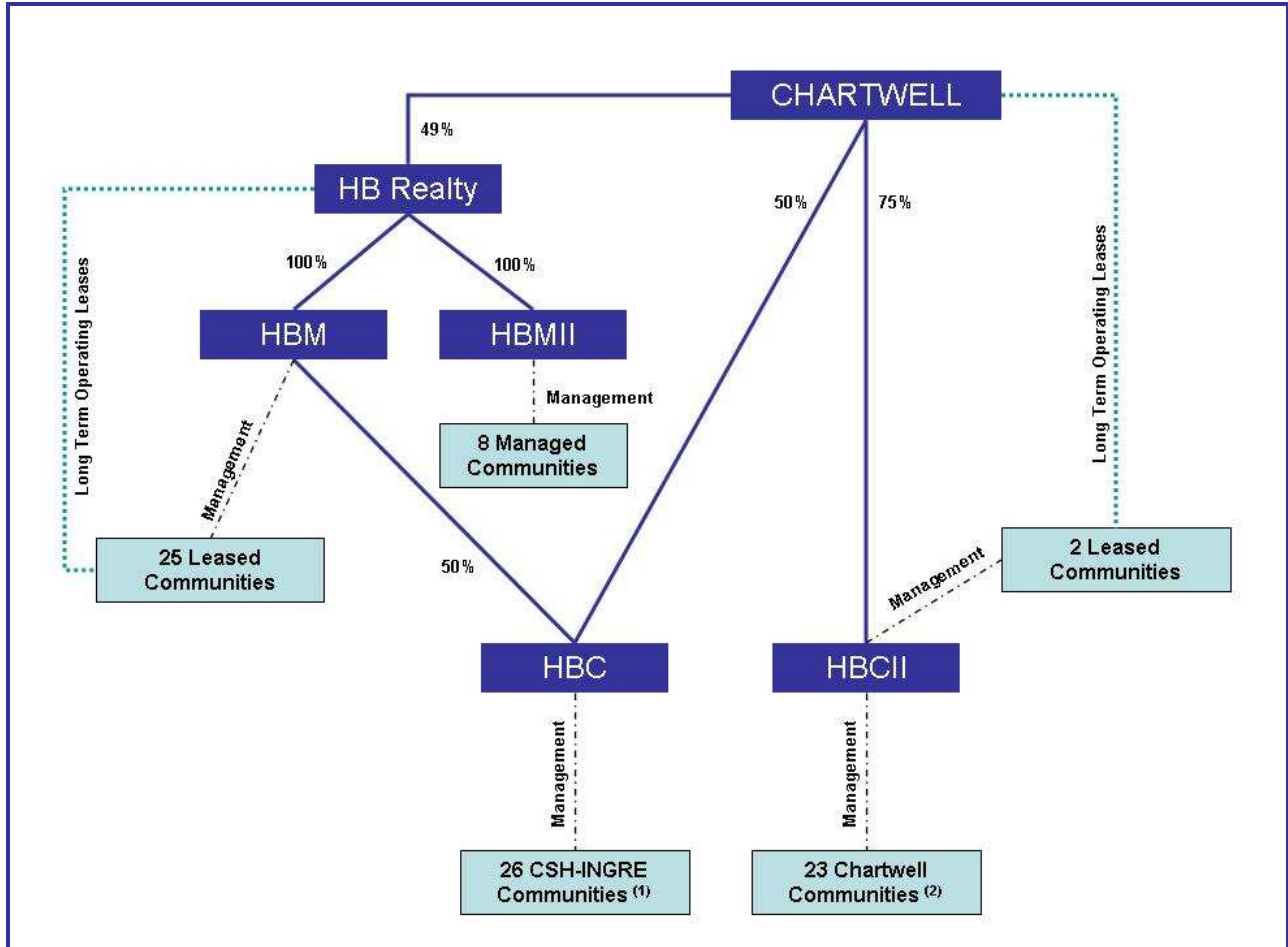 CHARTWELL
49%
HB Realty
50%
75%
100%
100%
HBM
HBMII
Long Term Operating Leases
Long Term Operating Leases
Management
8 Managed
Communities
Management
25 Leased
Communities
50%
2 Leased
Communities
Management
HBC
HBCII
Management
Management
26 CSH-INGRE
Communities (1)
23 Chartwell
Communities (2)